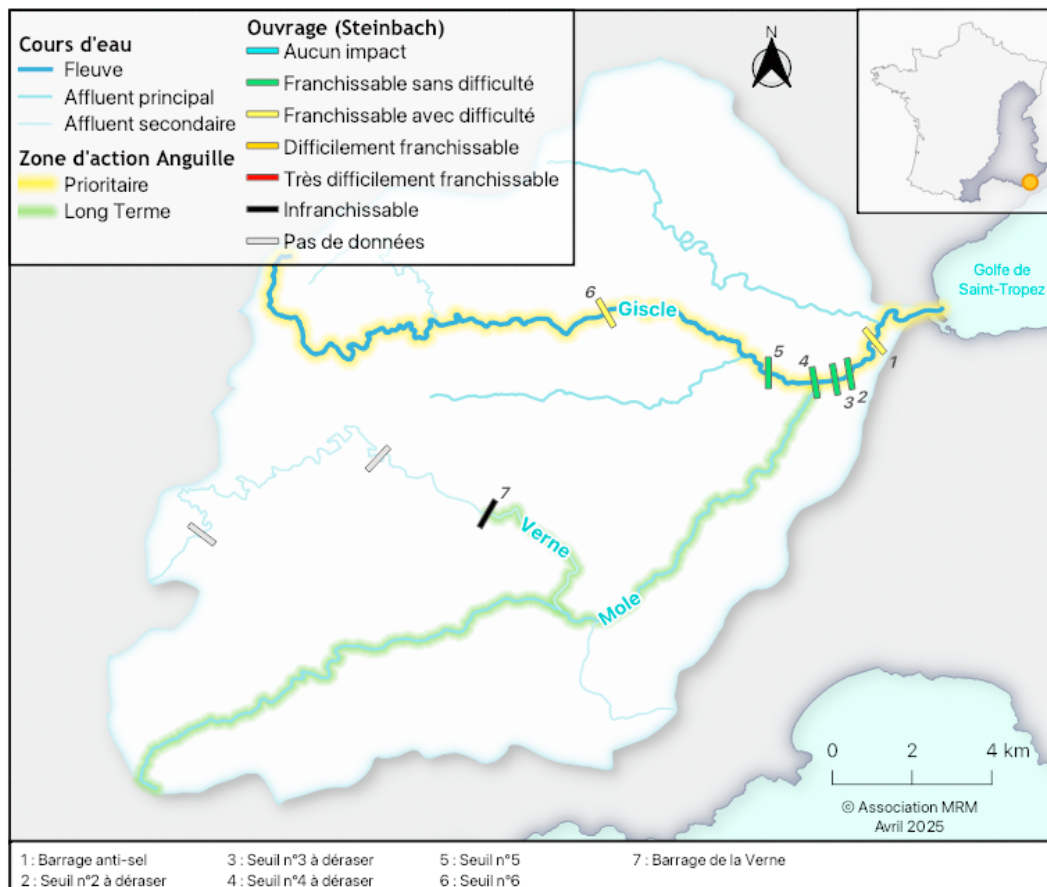 Cours d'eau
Fleuve
Affluent principal
Affluent secondaire
Zone d'action Anguille
Prioritaire
Long Terme
Ouvrage (Steinbach)
Aucun impact
Franchissable sans difficulté
Franchissable avec difficulté
Difficilement franchissable
Très difficilement franchissable
Infranchissable
Pas de données
N
Golfe de
Saint-Tropez
6
Giscle
5
4
3
2
1
7
Verne
Mole
0 2 4 km
© Association MRM
Avril 2025
1 : Barrage anti-sel
2 : Seuil n°2 à déraser
3 : Seuil n°3 à déraser
4 : Seuil n°4 à déraser
5 : Seuil n°5
6 : Seuil n°6
7 : Barrage de la Verne